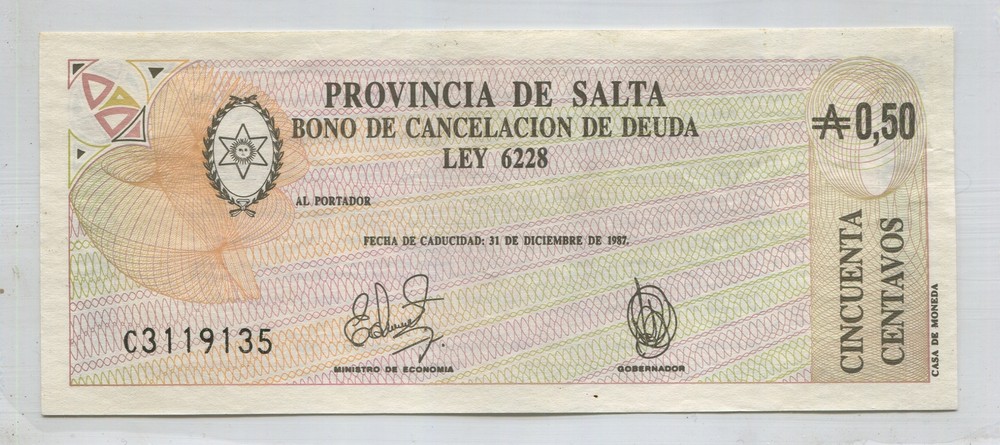 PROVINCIA DE SALTA
BONO DE CANCELACION DE DEUDA
LEY 6228
₳ 0,50
AL PORTADOR
FECHA DE CADUCIDAD: 31 DE DICIEMBRE DE 1987.
C3119135
MINISTRO DE ECONOMIA
GOBERNADOR
CINCUENTA
CENTAVOS
CASA DE MONEDA